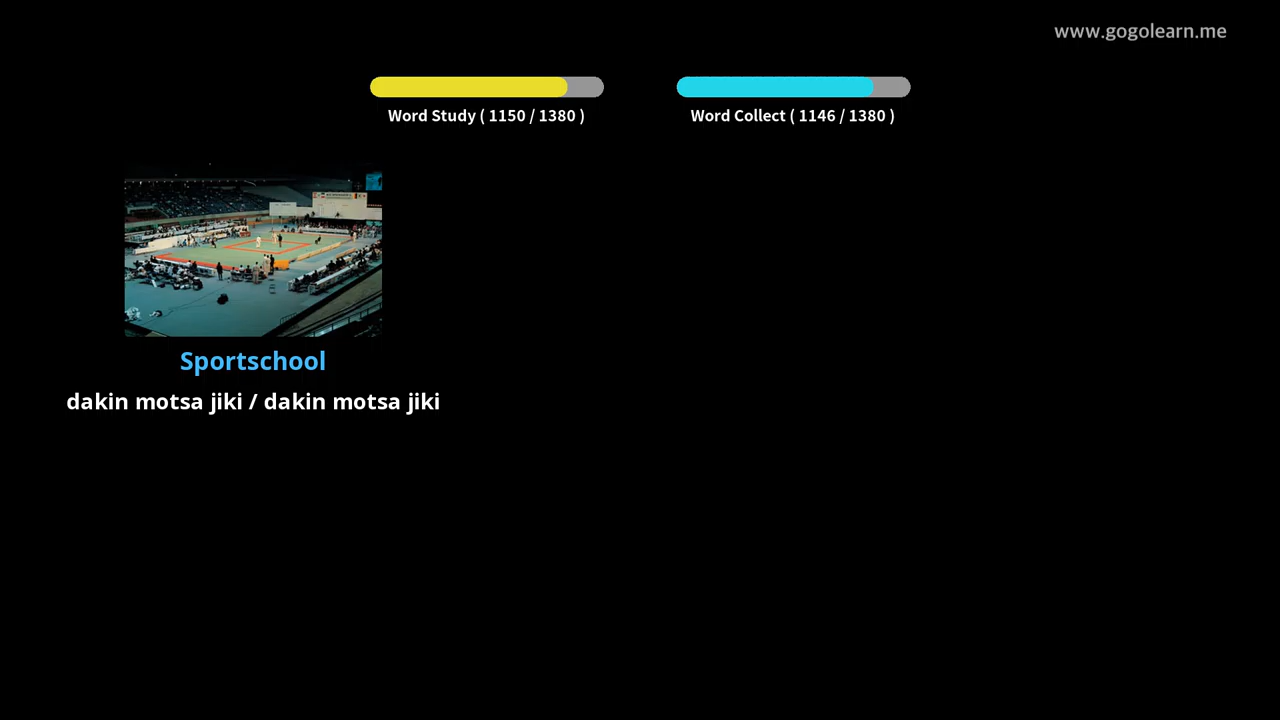 www.gogolearn.me
Word Study ( 1150 / 1380 )
Word Collect ( 1146 / 1380 )
Sportschool
dakin motsa jiki / dakin motsa jiki